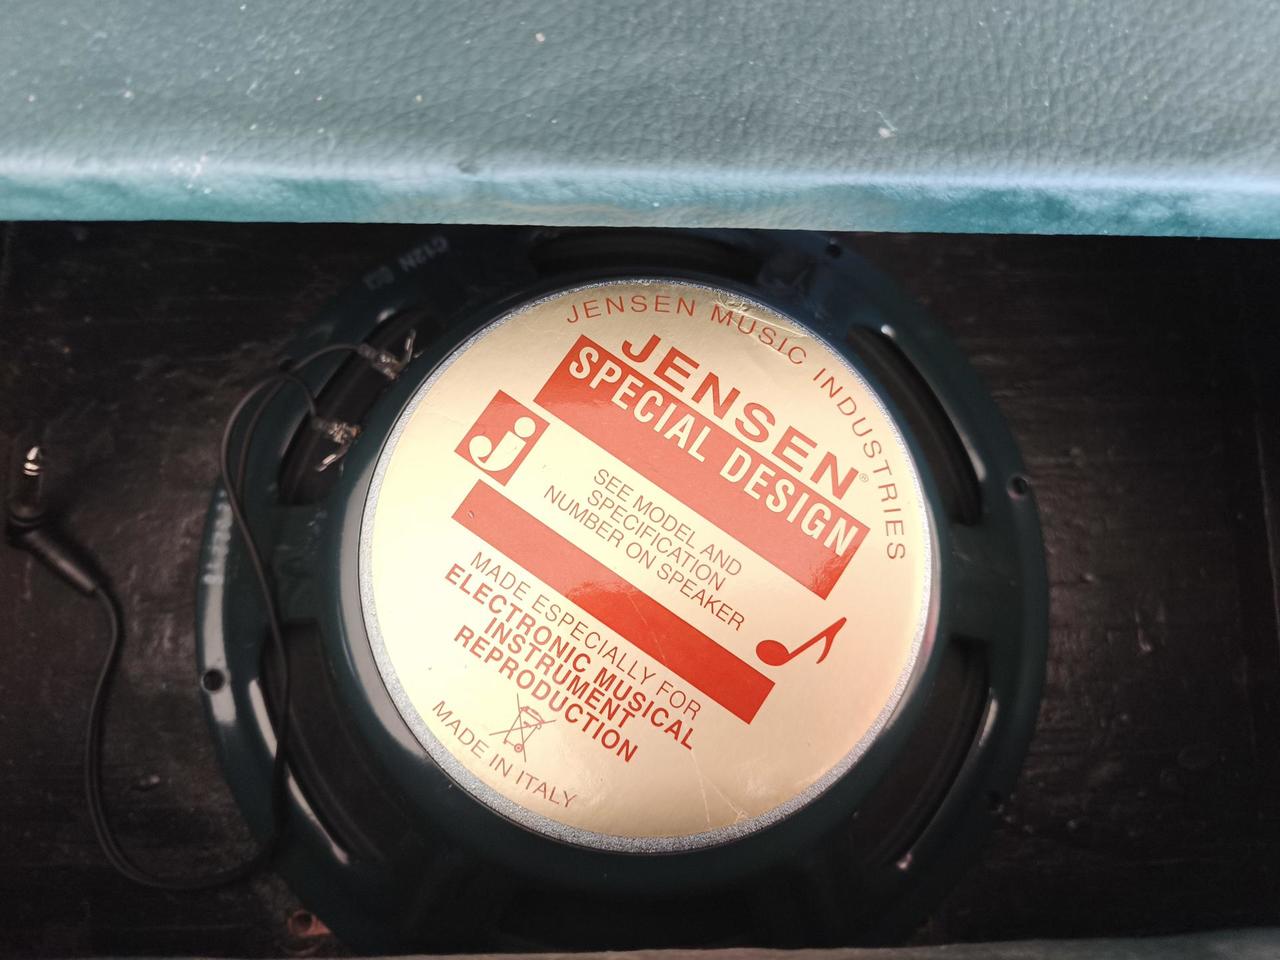 C12N
JENSEN MUSIC INDUSTRIES
JENSEN®
SPECIAL DESIGN
j
SEE MODEL AND
SPECIFICATION
NUMBER ON SPEAKER
MADE ESPECIALLY FOR
ELECTRONIC MUSICAL
INSTRUMENT
REPRODUCTION
MADE IN ITALY